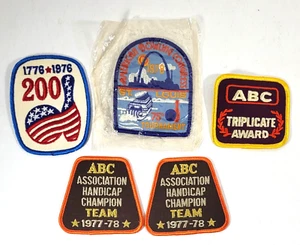 1776★1976
200
ABC
TRIPLICATE
AWARD
ABC
ASSOCIATION
HANDICAP
CHAMPION
TEAM
★1977-78★
ABC
ASSOCIATION
HANDICAP
CHAMPION
TEAM
★1977-78★